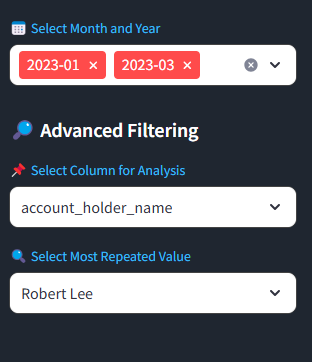 Select Month and Year
2023-01 × 2023-03 ×
Advanced Filtering
Select Column for Analysis
account_holder_name
Select Most Repeated Value
Robert Lee